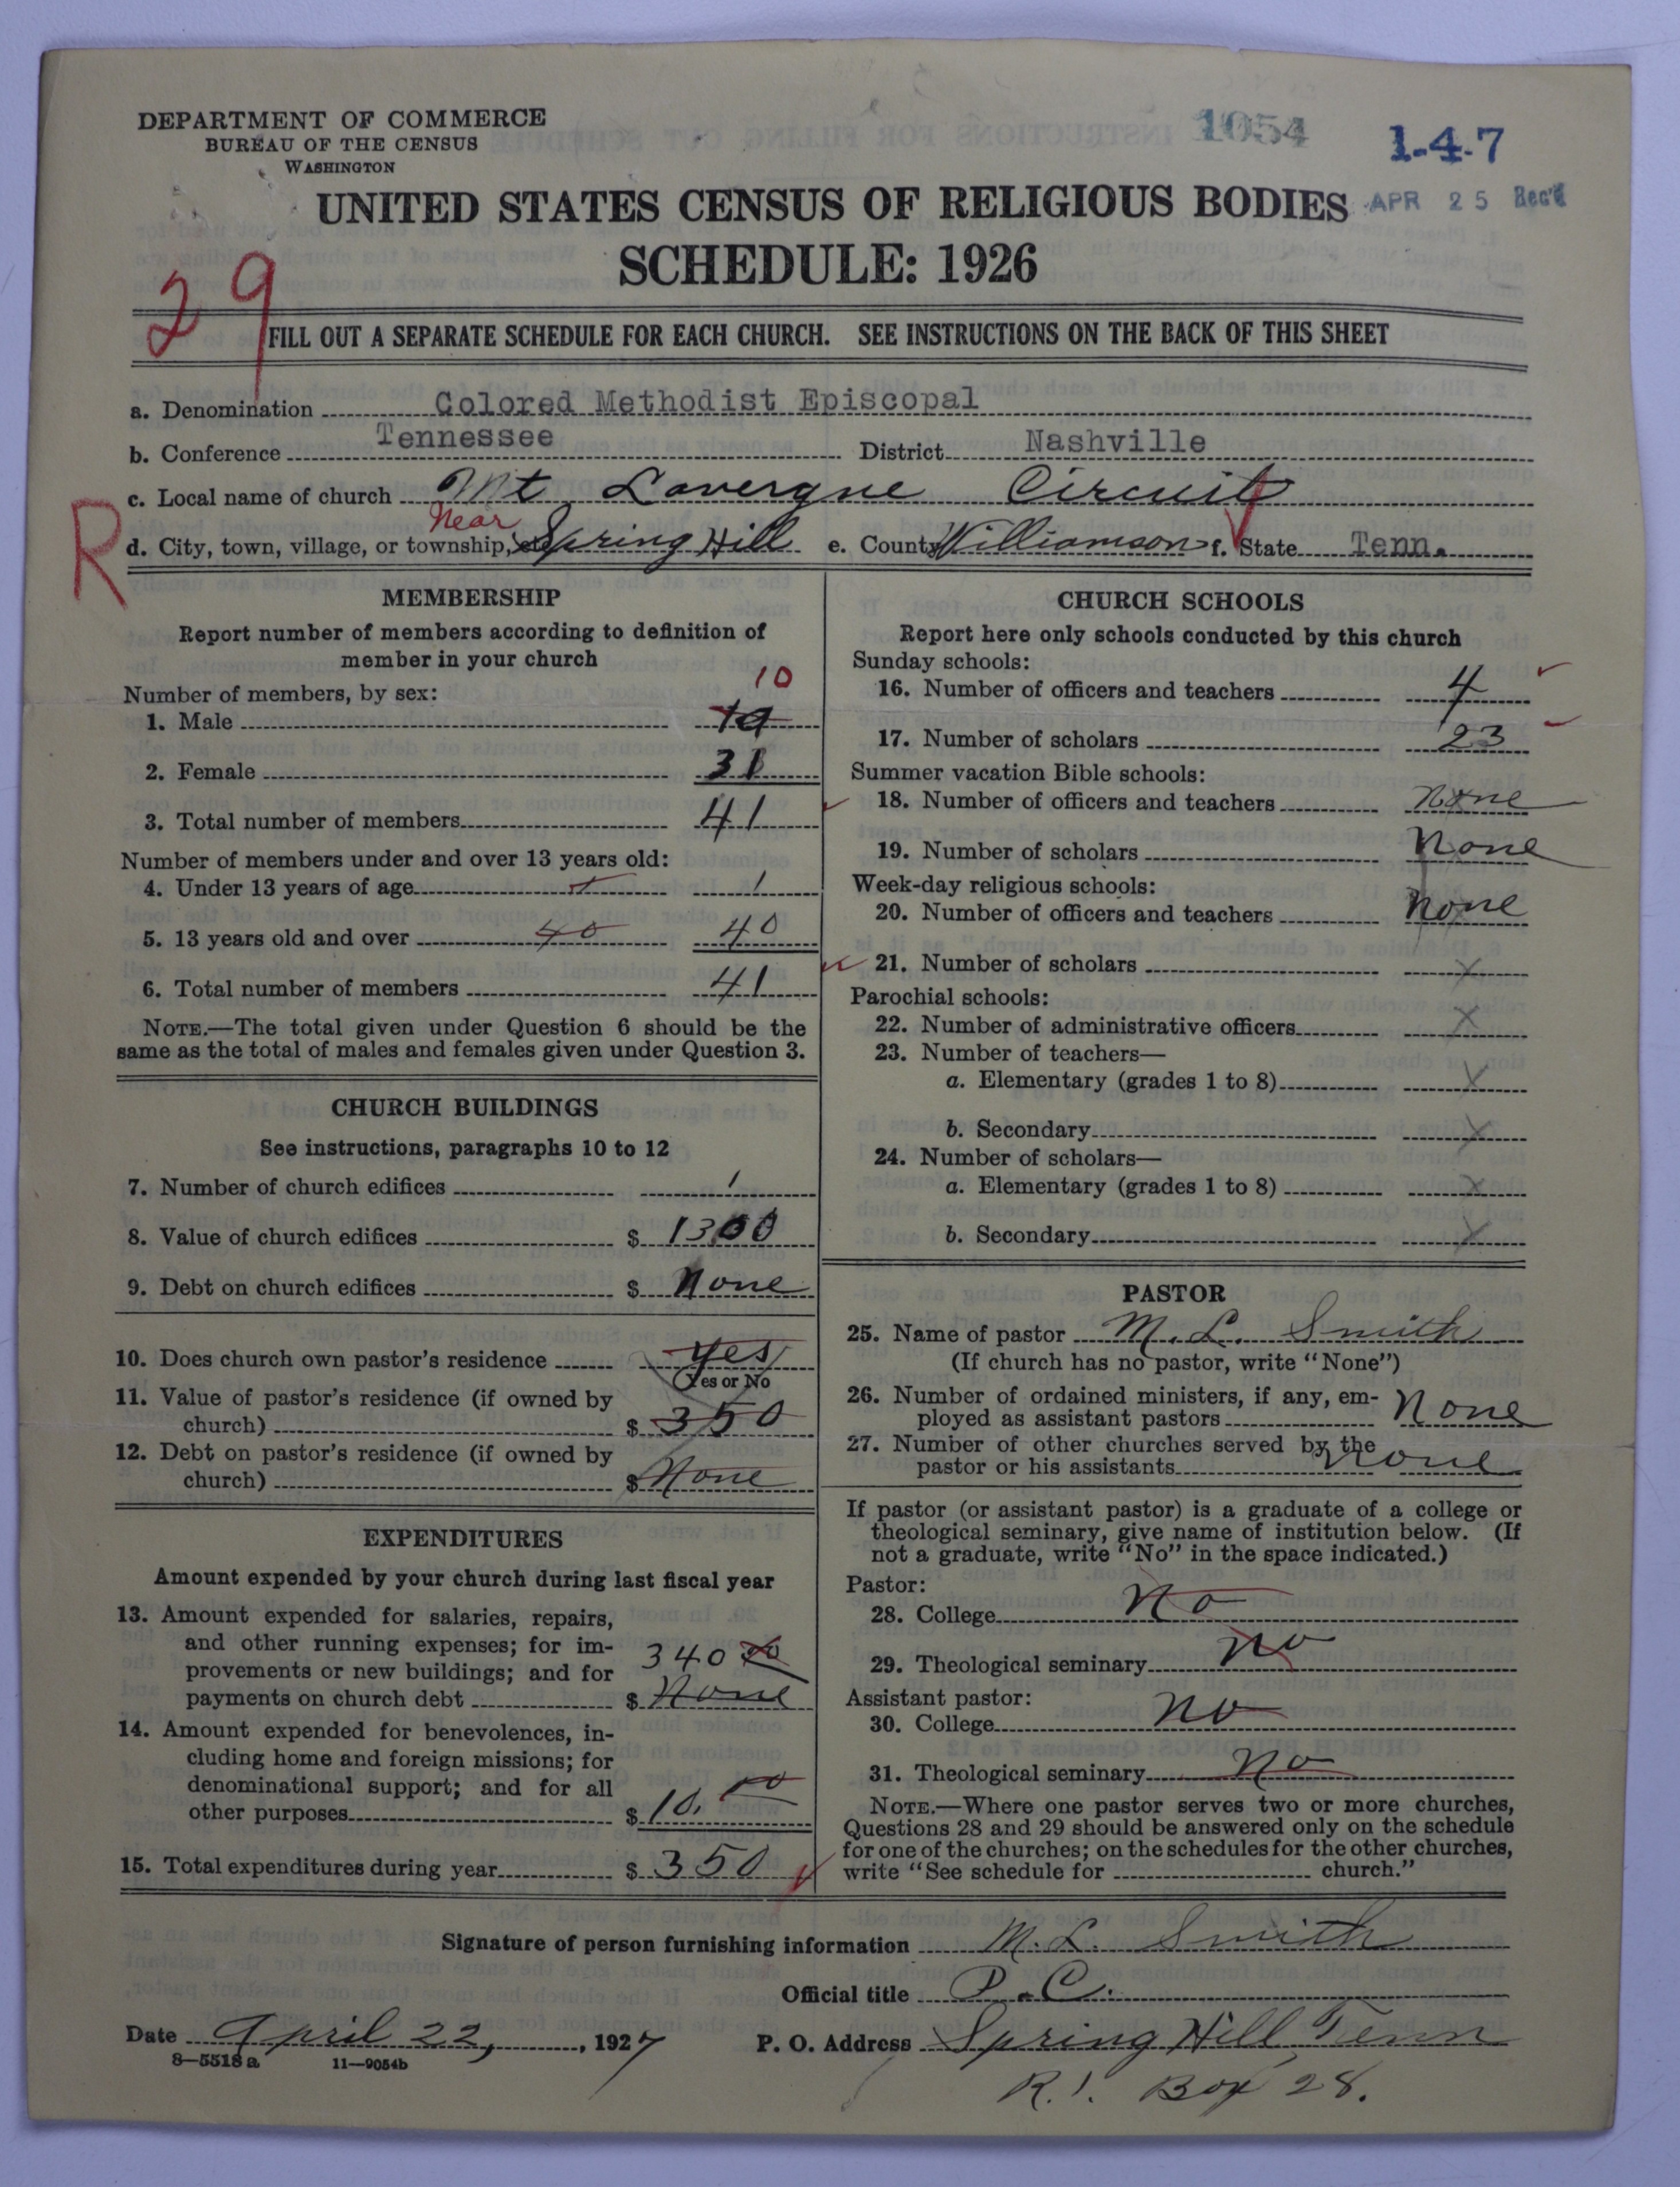 DEPARTMENT OF COMMERCE
BUREAU OF THE CENSUS
WASHINGTON
1054
1-4-7
UNITED STATES CENSUS OF RELIGIOUS BODIES
APR 25 Rec'd
SCHEDULE: 1926
29
FILL OUT A SEPARATE SCHEDULE FOR EACH CHURCH. SEE INSTRUCTIONS ON THE BACK OF THIS SHEET
a. Denomination Colored Methodist Episcopal
b. Conference Tennessee District Nashville
c. Local name of church Mt Lavergne Circuit
R
Near
d. City, town, village, or township, etc. Spring Hill e. County Williamson f. State Tenn.
MEMBERSHIP
Report number of members according to definition of
member in your church
10
Number of members, by sex:
1. Male
2. Female 31
3. Total number of members 41
Number of members under and over 13 years old:
4. Under 13 years of age 1 1
5. 13 years old and over 40 40
6. Total number of members 41
NOTE.—The total given under Question 6 should be the
same as the total of males and females given under Question 3.
CHURCH BUILDINGS
See instructions, paragraphs 10 to 12
7. Number of church edifices 1
8. Value of church edifices $ 1300
9. Debt on church edifices $ None
10. Does church own pastor's residence yes
Yes or No
11. Value of pastor's residence (if owned by
church) $ 350
12. Debt on pastor's residence (if owned by
church) $ None
EXPENDITURES
Amount expended by your church during last fiscal year
13. Amount expended for salaries, repairs,
and other running expenses; for im-
provements or new buildings; and for 340 00
payments on church debt $ None
14. Amount expended for benevolences, in-
cluding home and foreign missions; for
denominational support; and for all
other purposes $ 10.00
15. Total expenditures during year $ 350
CHURCH SCHOOLS
Report here only schools conducted by this church
Sunday schools:
16. Number of officers and teachers 4
17. Number of scholars 23
Summer vacation Bible schools:
18. Number of officers and teachers None
19. Number of scholars None
Week-day religious schools:
20. Number of officers and teachers None
21. Number of scholars x
Parochial schools:
22. Number of administrative officers x
23. Number of teachers—
a. Elementary (grades 1 to 8) x
b. Secondary x
24. Number of scholars—
a. Elementary (grades 1 to 8) x
b. Secondary x
PASTOR
25. Name of pastor M. L. Smith
(If church has no pastor, write "None")
26. Number of ordained ministers, if any, em-
ployed as assistant pastors None
27. Number of other churches served by the
pastor or his assistants None
If pastor (or assistant pastor) is a graduate of a college or
theological seminary, give name of institution below. (If
not a graduate, write "No" in the space indicated.)
Pastor:
28. College No
29. Theological seminary No
Assistant pastor:
30. College No
31. Theological seminary No
NOTE.—Where one pastor serves two or more churches,
Questions 28 and 29 should be answered only on the schedule
for one of the churches; on the schedules for the other churches,
write "See schedule for church."
Signature of person furnishing information M. L. Smith
Official title P. C.
Date April 22, 1927 P. O. Address Spring Hill Tenn
8—5518 a 11—9054b
R. 1. Box 28.